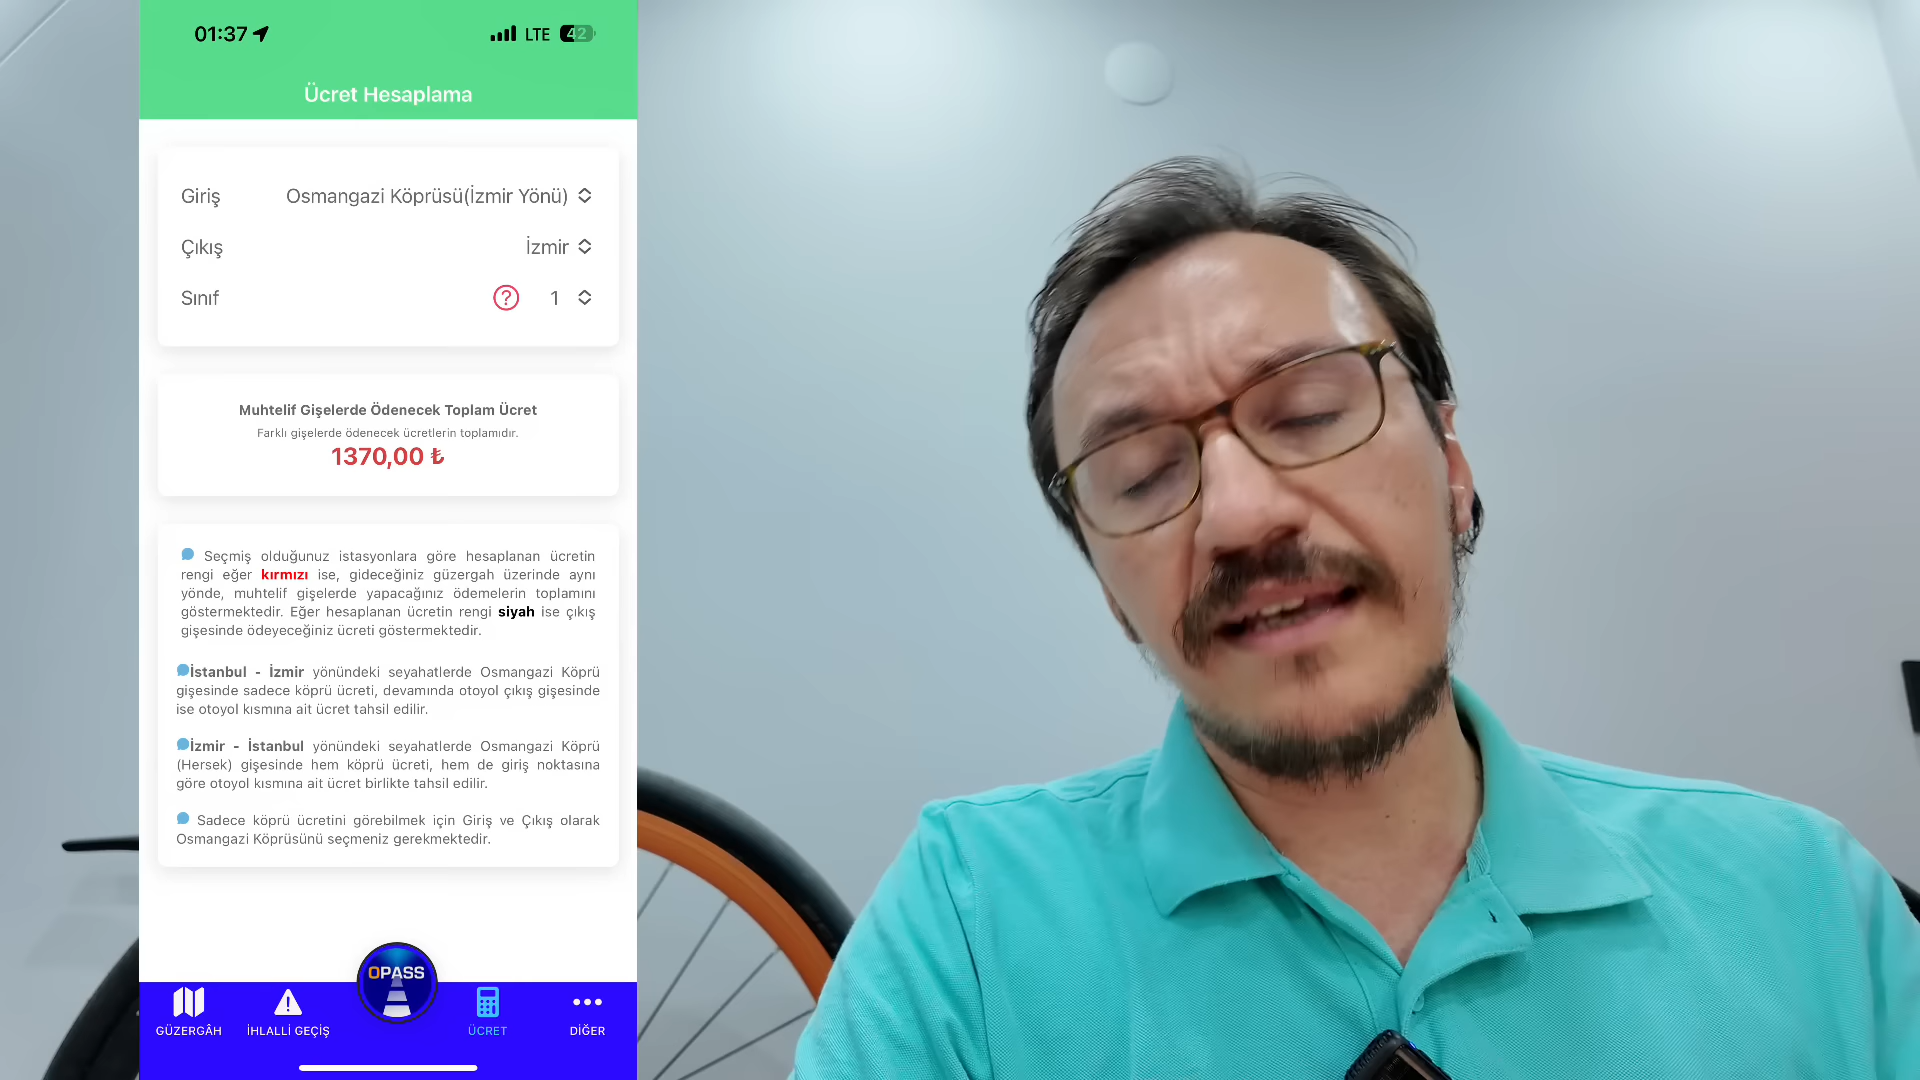 01:37
LTE
42
Ücret Hesaplama
Giriş Osmangazi Köprüsü(İzmir Yönü)
Çıkış İzmir
Sınıf ? 1
Muhtelif Gişelerde Ödenecek Toplam Ücret
Farklı gişelerde ödenecek ücretlerin toplamıdır.
1370,00 ₺
Seçmiş olduğunuz istasyonlara göre hesaplanan ücretin
rengi eğer kırmızı ise, gideceğiniz güzergah üzerinde aynı
yönde, muhtelif gişelerde yapacağınız ödemelerin toplamını
göstermektedir. Eğer hesaplanan ücretin rengi siyah ise çıkış
gişesinde ödeyeceğiniz ücreti göstermektedir.
İstanbul - İzmir yönündeki seyahatlerde Osmangazi Köprü
gişesinde sadece köprü ücreti, devamında otoyol çıkış gişesinde
ise otoyol kısmına ait ücret tahsil edilir.
İzmir - İstanbul yönündeki seyahatlerde Osmangazi Köprü
(Hersek) gişesinde hem köprü ücreti, hem de giriş noktasına
göre otoyol kısmına ait ücret birlikte tahsil edilir.
Sadece köprü ücretini görebilmek için Giriş ve Çıkış olarak
Osmangazi Köprüsünü seçmeniz gerekmektedir.
OPASS
GÜZERGÂH
İHLALLİ GEÇİŞ
ÜCRET
DİĞER